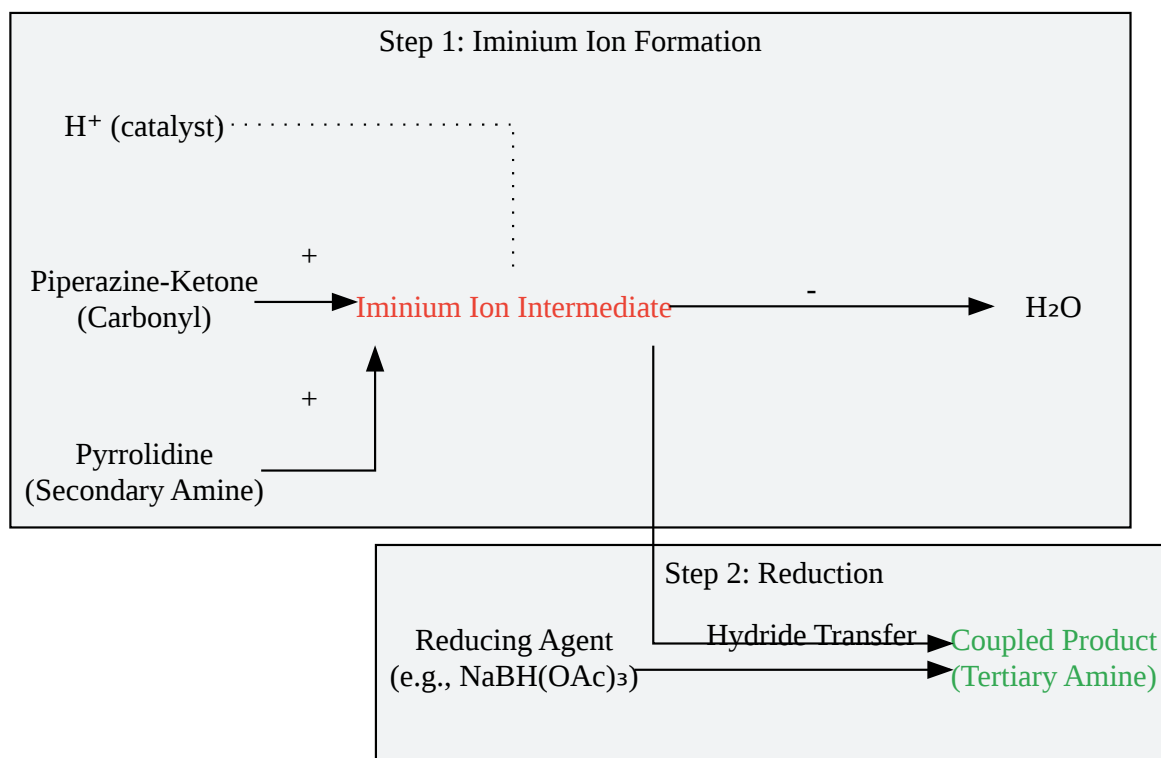 Step 1: Iminium Ion Formation
H⁺ (catalyst)
+
Piperazine-Ketone
(Carbonyl)
Iminium Ion Intermediate
-
H₂O
+
Pyrrolidine
(Secondary Amine)
Step 2: Reduction
Reducing Agent
(e.g., NaBH(OAc)₃)
Hydride Transfer
Coupled Product
(Tertiary Amine)